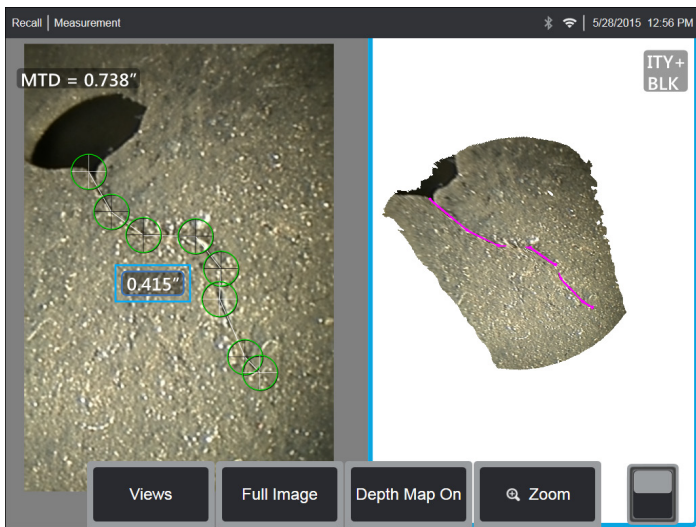 Recall | Measurement
5/28/2015 12:56 PM
MTD = 0.738"
0.415"
ITY+
BLK
Views
Full Image
Depth Map On
Zoom